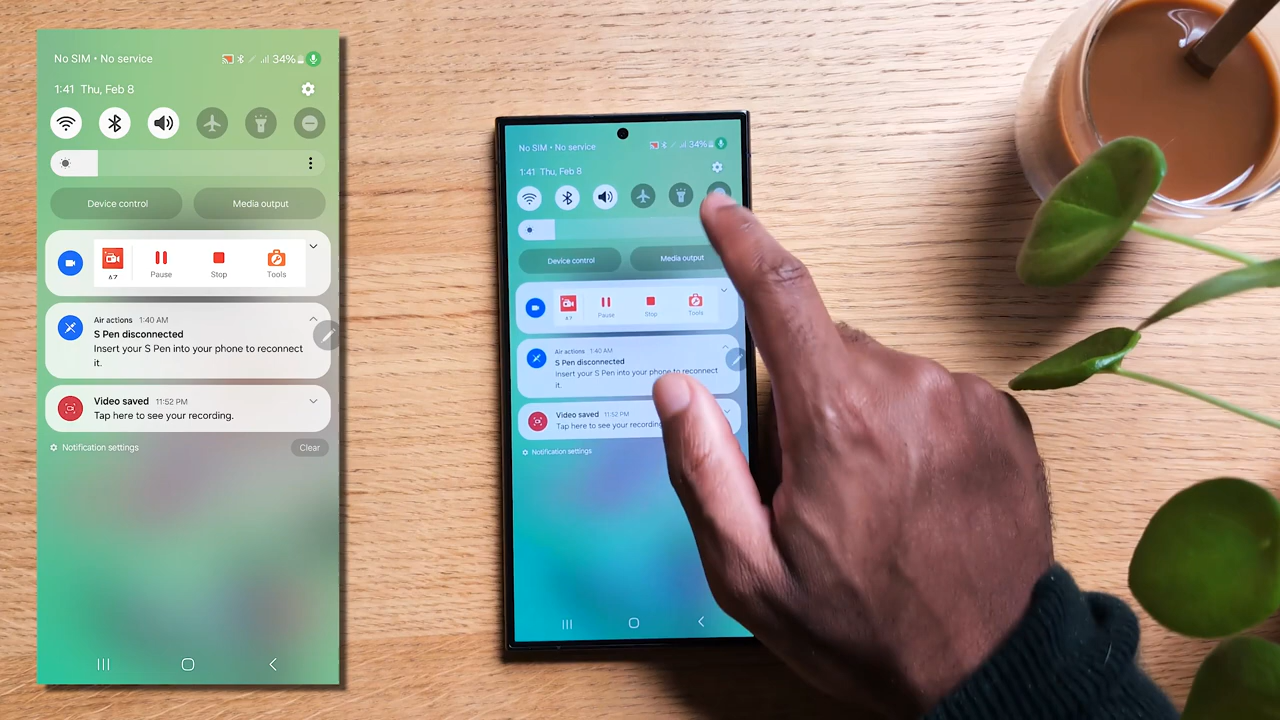 No SIM • No service
34%
1:41 Thu, Feb 8
Device control
Media output
Pause
Stop
Tools
Air actions 1:40 AM
S Pen disconnected
Insert your S Pen into your phone to reconnect
it.
Video saved 11:52 PM
Tap here to see your recording.
Notification settings
Clear
No SIM • No service
34%
1:41 Thu, Feb 8
Device control
Media output
Pause
Stop
Tools
Air actions 1:40 AM
S Pen disconnected
Insert your S Pen into your phone to reconnect
it.
Video saved 11:52 PM
Tap here to see your recording
Notification settings